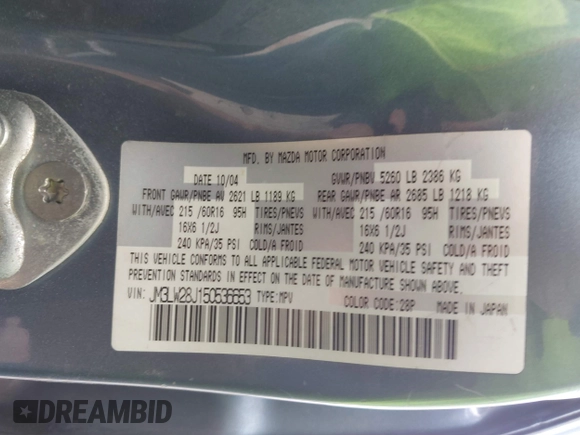 MFD. BY MAZDA MOTOR CORPORATION
DATE 10/04 GVWR/PNBV 5260 LB 2386 KG
FRONT GAWR/PNBE AV 2621 LB 1189 KG REAR GAWR/PNBE AR 2685 LB 1218 KG
WITH/AVEC 215 /60R16 95H TIRES/PNEVS WITH/AVEC 215 /60R16 95H TIRES/PNEVS
16X6 1/2J RIMS/JANTES 16X6 1/2J RIMS/JANTES
240 KPA/35 PSI COLD/A FROID 240 KPA/35 PSI COLD/A FROID
THIS VEHICLE CONFORMS TO ALL APPLICABLE FEDERAL MOTOR VEHICLE SAFETY AND THEFT
PREVENTION STANDARDS IN EFFECT ON THE DATE OF MANUFACTURE SHOWN ABOVE.
VIN: JM3LW28J150536653 TYPE:MPV COLOR CODE:28P MADE IN JAPAN
DREAMBID